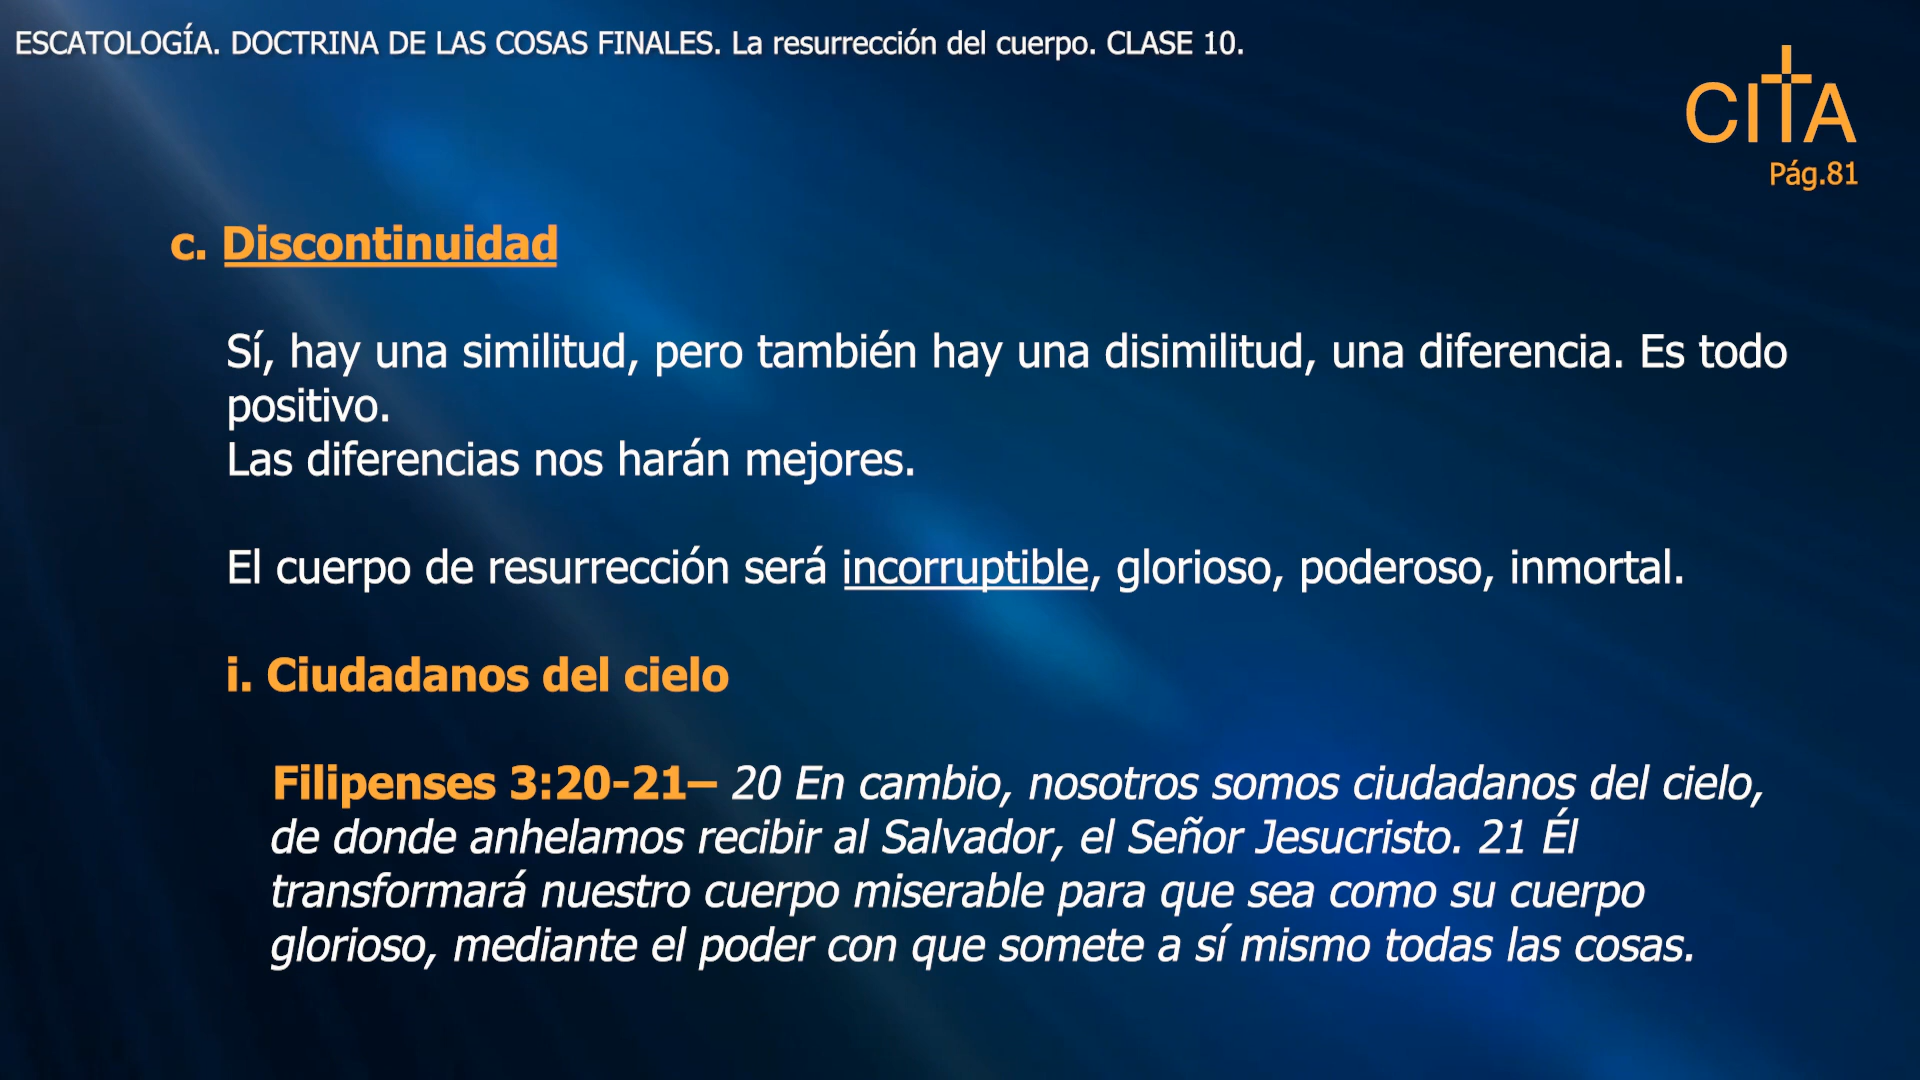 ESCATOLOGÍA. DOCTRINA DE LAS COSAS FINALES. La resurrección del cuerpo. CLASE 10.
CITA
Pág.81
c. Discontinuidad
Sí, hay una similitud, pero también hay una disimilitud, una diferencia. Es todo
positivo.
Las diferencias nos harán mejores.
El cuerpo de resurrección será incorruptible, glorioso, poderoso, inmortal.
i. Ciudadanos del cielo
Filipenses 3:20-21– 20 En cambio, nosotros somos ciudadanos del cielo,
de donde anhelamos recibir al Salvador, el Señor Jesucristo. 21 Él
transformará nuestro cuerpo miserable para que sea como su cuerpo
glorioso, mediante el poder con que somete a sí mismo todas las cosas.